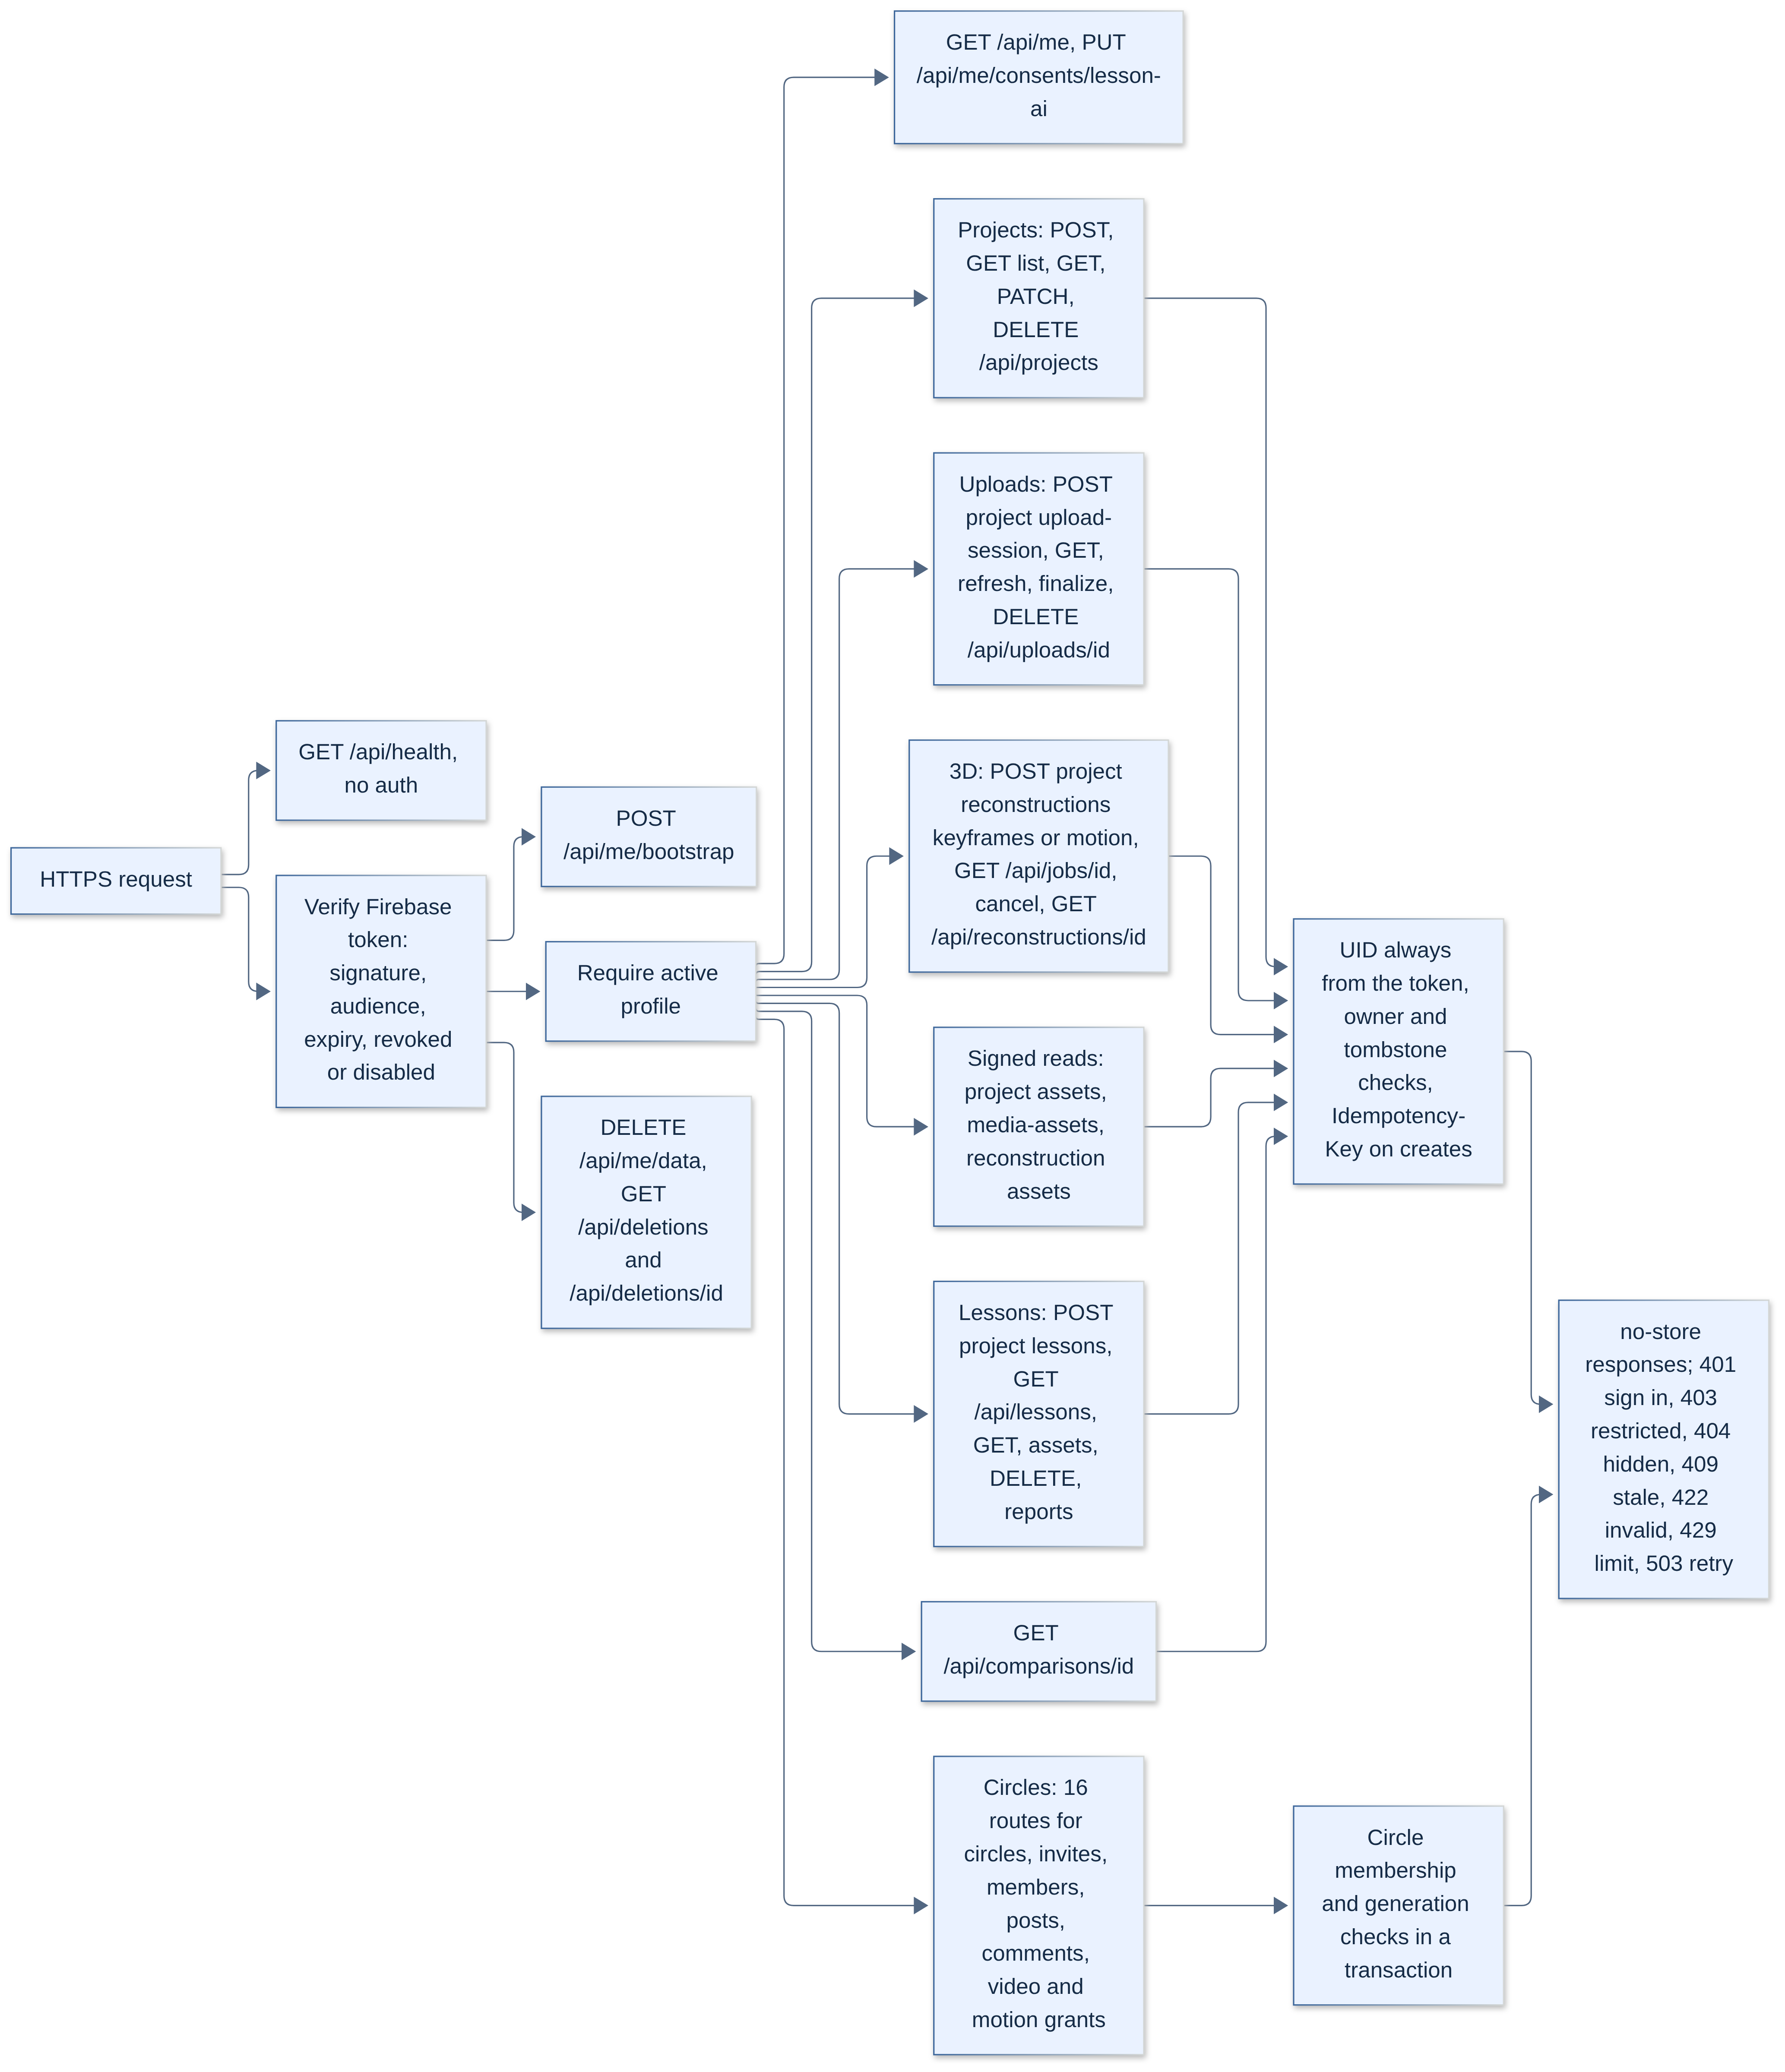 HTTPS request
GET /api/health,
no auth
Verify Firebase
token:
signature,
audience,
expiry, revoked
or disabled
POST
/api/me/bootstrap
Require active
profile
DELETE
/api/me/data,
GET
/api/deletions
and
/api/deletions/id
GET /api/me, PUT
/api/me/consents/lesson-
ai
Projects: POST,
GET list, GET,
PATCH,
DELETE
/api/projects
Uploads: POST
project upload-
session, GET,
refresh, finalize,
DELETE
/api/uploads/id
3D: POST project
reconstructions
keyframes or motion,
GET /api/jobs/id,
cancel, GET
/api/reconstructions/id
Signed reads:
project assets,
media-assets,
reconstruction
assets
Lessons: POST
project lessons,
GET
/api/lessons,
GET, assets,
DELETE,
reports
GET
/api/comparisons/id
Circles: 16
routes for
circles, invites,
members,
posts,
comments,
video and
motion grants
UID always
from the token,
owner and
tombstone
checks,
Idempotency-
Key on creates
Circle
membership
and generation
checks in a
transaction
no-store
responses; 401
sign in, 403
restricted, 404
hidden, 409
stale, 422
invalid, 429
limit, 503 retry